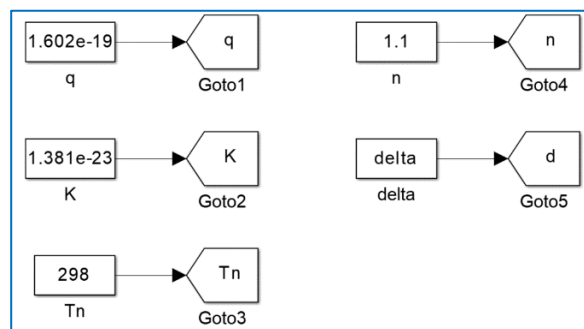 1.602e-19
q
q
Goto1
1.1
n
n
Goto4
1.381e-23
K
K
Goto2
delta
d
delta
Goto5
298
Tn
Tn
Goto3